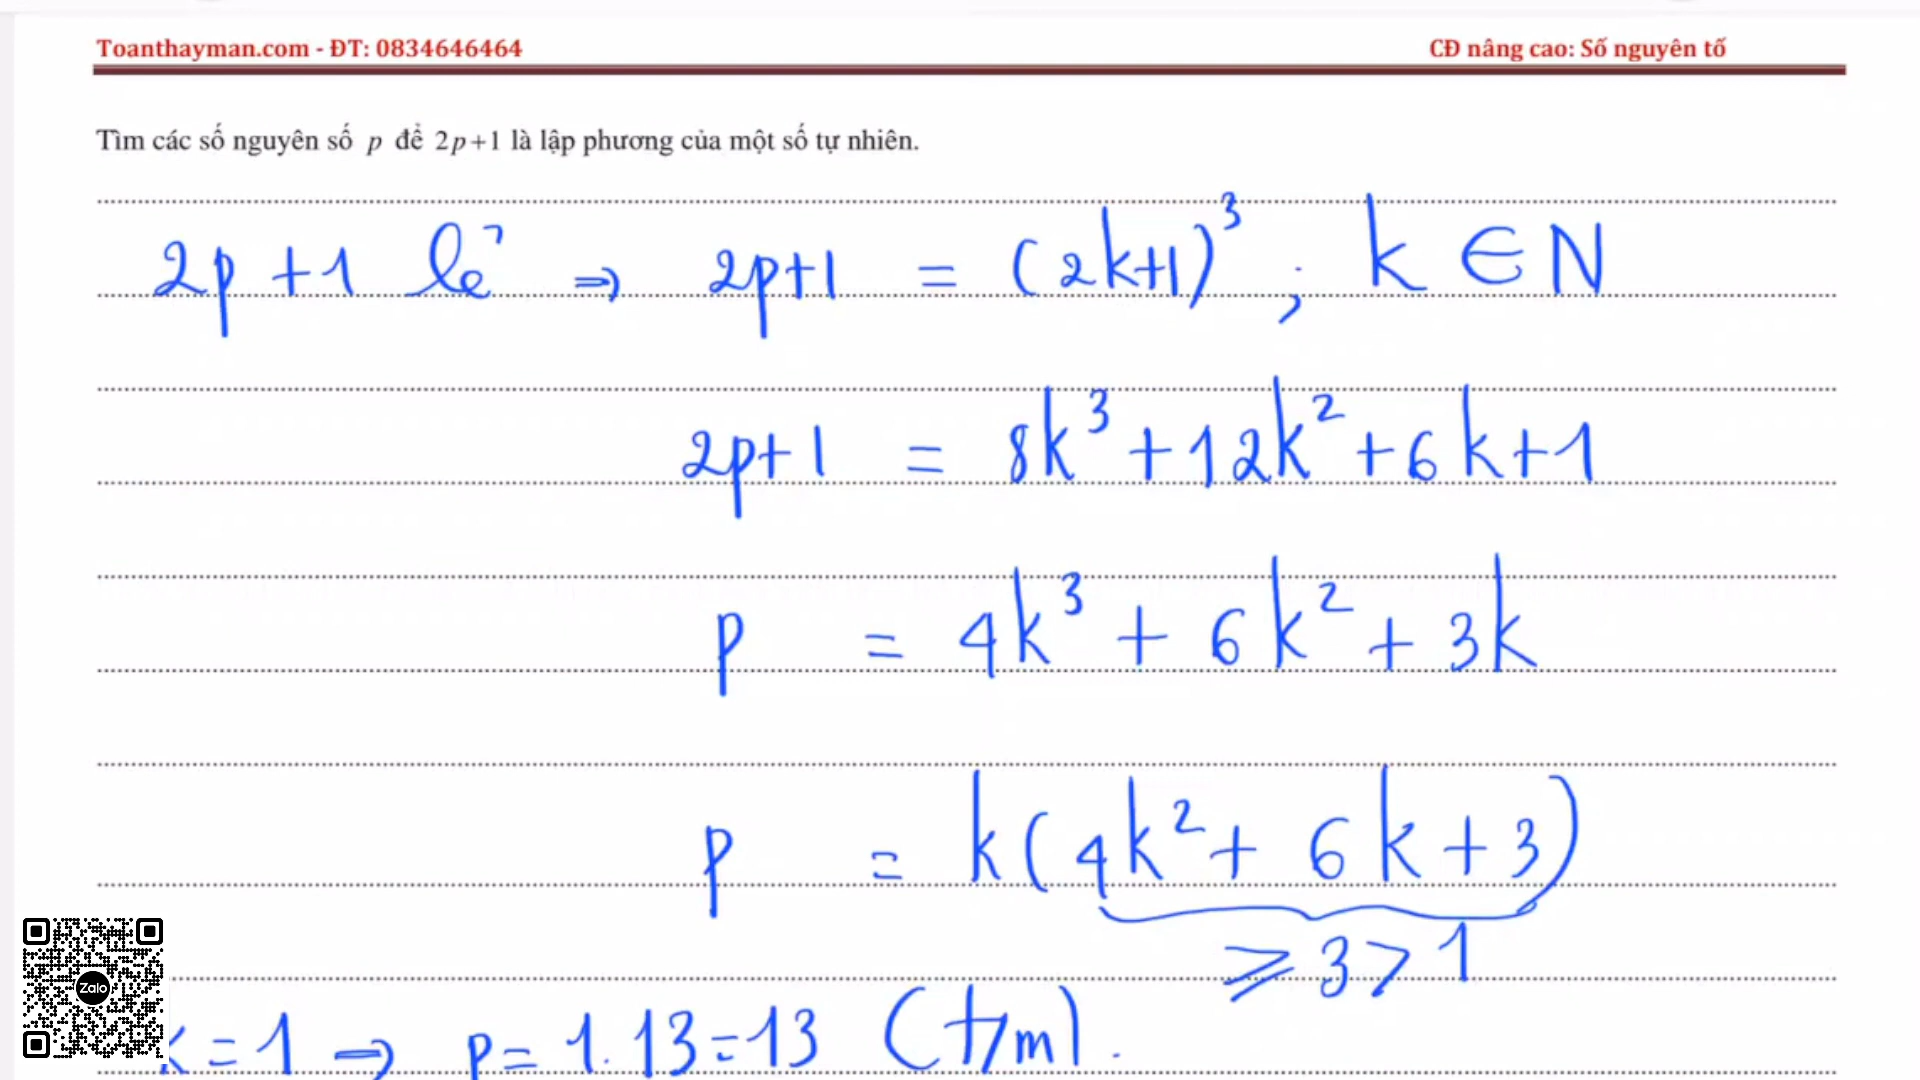 Toanthayman.com - ĐT: 0834646464 CĐ nâng cao: Số nguyên tố
Tìm các số nguyên số p để 2p+1 là lập phương của một số tự nhiên.
2p+1 lẻ ⇒ 2p+1 = (2k+1)³ ; k ∈ N
2p+1 = 8k³ + 12k² + 6k + 1
p = 4k³ + 6k² + 3k
p = k(4k² + 6k + 3)
⩾ 3 > 1
Zalo
k = 1 ⇒ p = 1.13 = 13 (t/m).